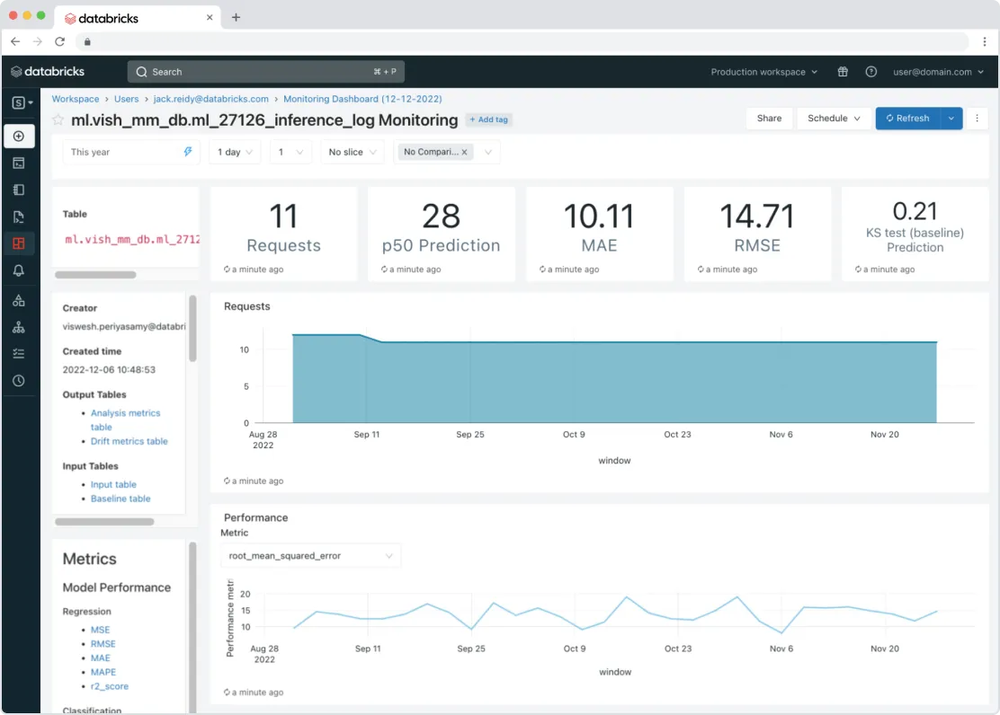 databricks
databricks
Search
⌘ + P
Production workspace
user@domain.com
S
Workspace > Users > jack.reidy@databricks.com > Monitoring Dashboard (12-12-2022)
ml.vish_mm_db.ml_27126_inference_log Monitoring
+ Add tag
Share
Schedule
Refresh
This year
1 day
1
No slice
No Compari...
Table
ml.vish_mm_db.ml_2712
11
Requests
a minute ago
28
p50 Prediction
a minute ago
10.11
MAE
a minute ago
14.71
RMSE
a minute ago
0.21
KS test (baseline)
Prediction
a minute ago
Creator
viswesh.periyasamy@databri
Created time
2022-12-06 10:48:53
Output Tables
• Analysis metrics
table
• Drift metrics table
Input Tables
• Input table
• Baseline table
Requests
10
5
0
Aug 28
2022
Sep 11
Sep 25
Oct 9
Oct 23
Nov 6
Nov 20
window
a minute ago
Metrics
Model Performance
Regression
• MSE
• RMSE
• MAE
• MAPE
• r2_score
Classification
Performance
Metric
root_mean_squared_error
Performance metri
20
15
10
Aug 28
2022
Sep 11
Sep 25
Oct 9
Oct 23
Nov 6
Nov 20
window
a minute ago